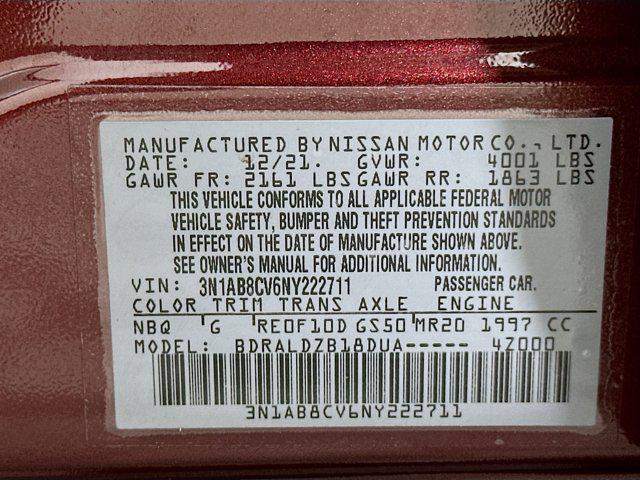 MANUFACTURED BY NISSAN MOTOR CO., LTD.
DATE: 12/21. GVWR: 4001 LBS
GAWR FR: 2161 LBS GAWR RR: 1863 LBS
THIS VEHICLE CONFORMS TO ALL APPLICABLE FEDERAL MOTOR
VEHICLE SAFETY, BUMPER AND THEFT PREVENTION STANDARDS
IN EFFECT ON THE DATE OF MANUFACTURE SHOWN ABOVE.
SEE OWNER'S MANUAL FOR ADDITIONAL INFORMATION.
VIN: 3N1AB8CV6NY222711 PASSENGER CAR.
COLOR TRIM TRANS AXLE ENGINE
NBQ G RE0F10D GS50 MR20 1997 CC
MODEL: BDRALDZB18DUA----- 4Z000
3N1AB8CV6NY222711